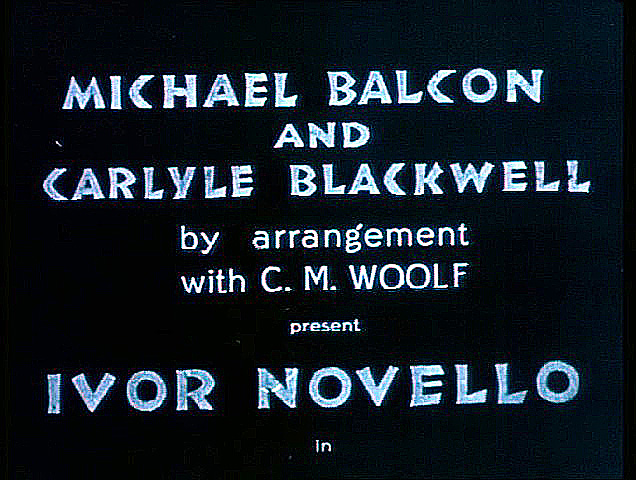 MICHAEL BALCON
AND
CARLYLE BLACKWELL
by arrangement
with C. M. WOOLF
present
IVOR NOVELLO
in